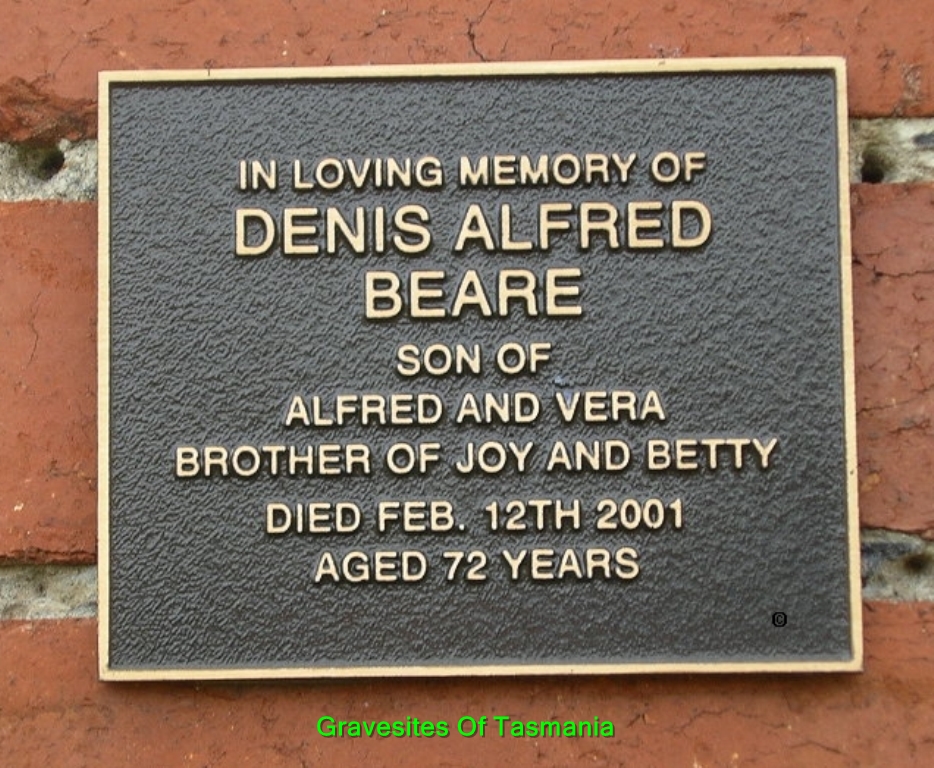 IN LOVING MEMORY OF
DENIS ALFRED
BEARE
SON OF
ALFRED AND VERA
BROTHER OF JOY AND BETTY
DIED FEB. 12TH 2001
AGED 72 YEARS
©
Gravesites Of Tasmania